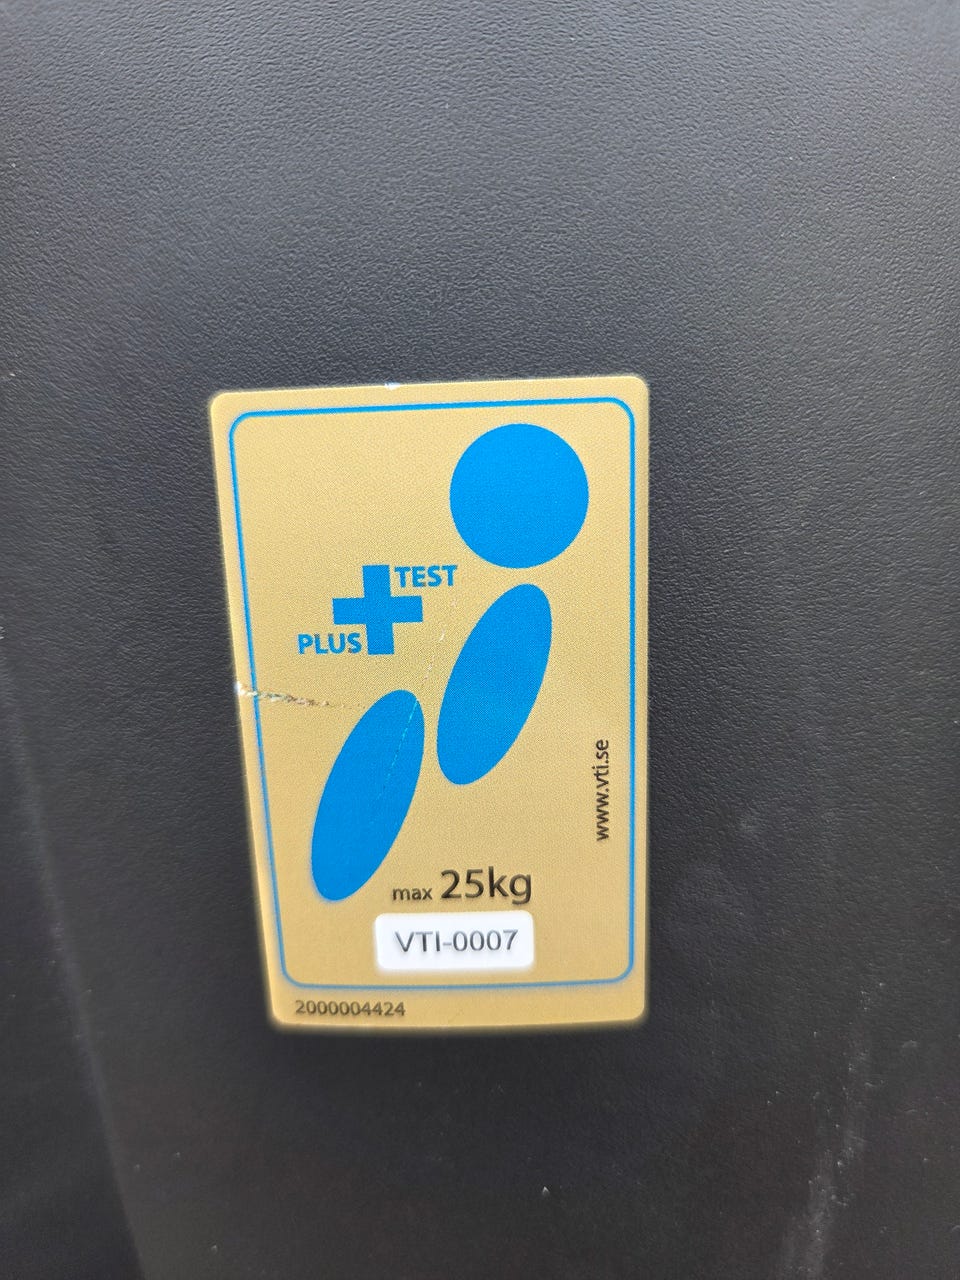 TEST
PLUS
www.vti.se
max 25kg
VTI-0007
2000004424